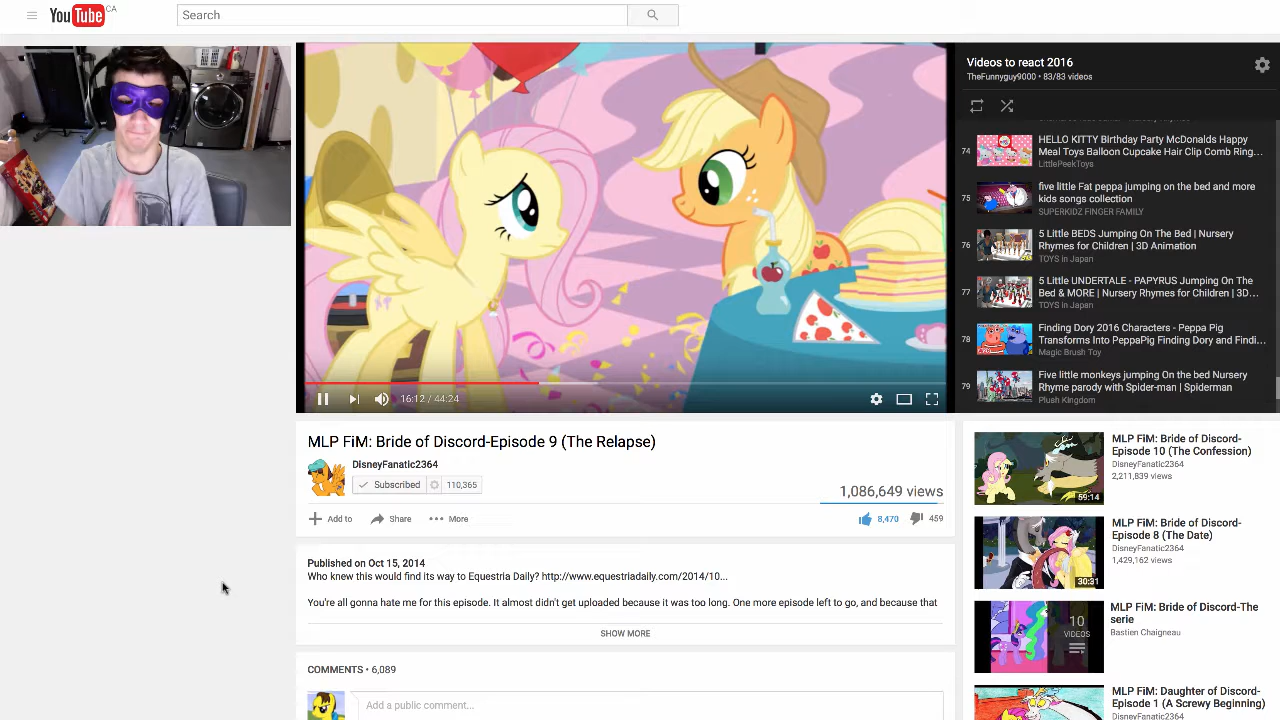 YouTube CA
Search
Videos to react 2016
TheFunnyguy9000 • 83/83 videos
74
HELLO KITTY Birthday Party McDonalds Happy
Meal Toys Balloon Cupcake Hair Clip Comb Ring...
LittlePeekToys
75
five little Fat peppa jumping on the bed and more
kids songs collection
SUPERKIDZ FINGER FAMILY
76
5 Little BEDS Jumping On The Bed | Nursery
Rhymes for Children | 3D Animation
TOYS in Japan
77
5 Little UNDERTALE - PAPYRUS Jumping On The
Bed & MORE | Nursery Rhymes for Children | 3D...
TOYS in Japan
78
Finding Dory 2016 Characters - Peppa Pig
Transforms Into PeppaPig Finding Dory and Findi...
Magic Brush Toy
79
Five little monkeys jumping On the bed Nursery
Rhyme parody with Spider-man | Spiderman
Plush Kingdom
16:12 / 44:24
MLP FiM: Bride of Discord-Episode 9 (The Relapse)
DisneyFanatic2364
Subscribed 110,365
1,086,649 views
Add to Share More
8,470 459
Published on Oct 15, 2014
Who knew this would find its way to Equestria Daily? http://www.equestriadaily.com/2014/10...
You're all gonna hate me for this episode. It almost didn't get uploaded because it was too long. One more episode left to go, and because that
SHOW MORE
COMMENTS • 6,089
Add a public comment...
MLP FiM: Bride of Discord-
Episode 10 (The Confession)
DisneyFanatic2364
2,211,839 views
59:14
MLP FiM: Bride of Discord-
Episode 8 (The Date)
DisneyFanatic2364
1,429,162 views
30:31
MLP FiM: Bride of Discord-The
serie
Bastien Chaigneau
10
VIDEOS
MLP FiM: Daughter of Discord-
Episode 1 (A Screwy Beginning)
DisneyFanatic2364